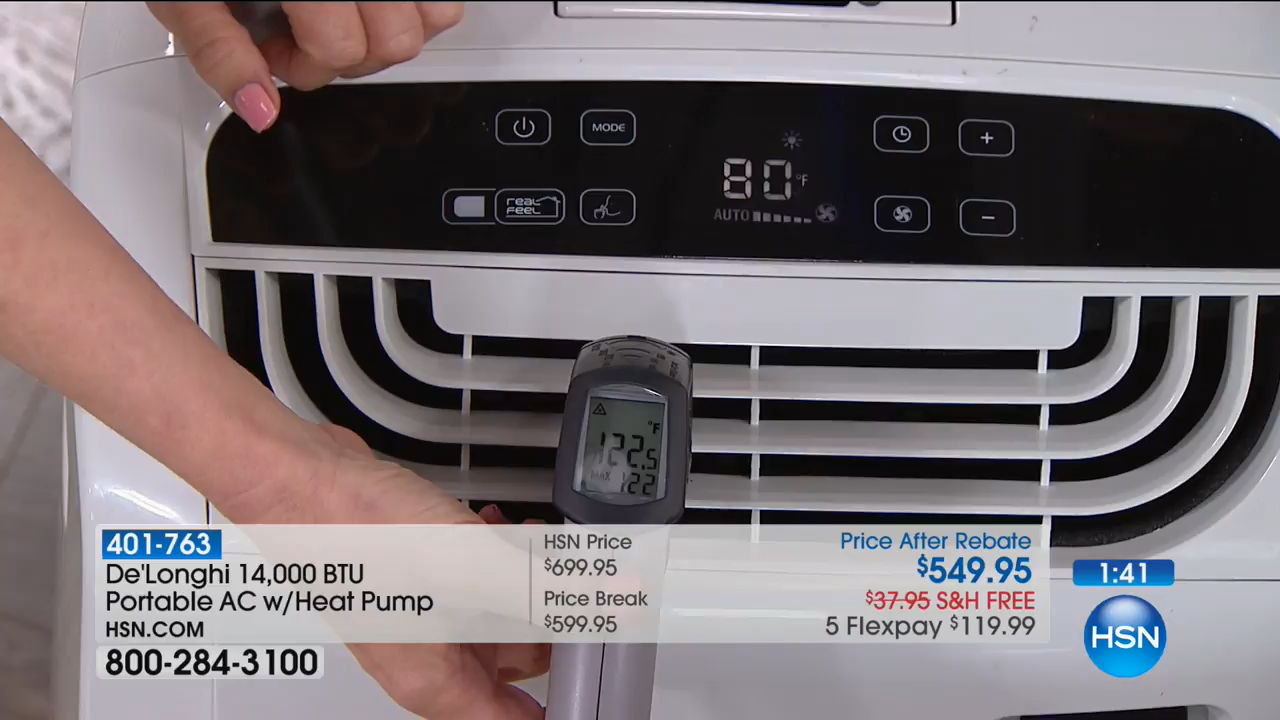 MODE
80°F
real
feel
AUTO
°F
122.5
MAX 122
401-763
De'Longhi 14,000 BTU
Portable AC w/Heat Pump
HSN.COM
800-284-3100
HSN Price
$699.95
Price Break
$599.95
Price After Rebate
$549.95
$37.95 S&H FREE
5 Flexpay $119.99
1:41
HSN